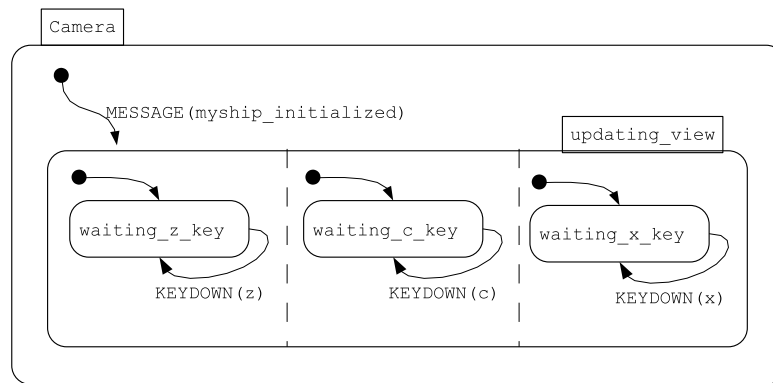 Camera
MESSAGE(myship_initialized)
updating_view
waiting_z_key
waiting_c_key
waiting_x_key
KEYDOWN(z)
KEYDOWN(c)
KEYDOWN(x)